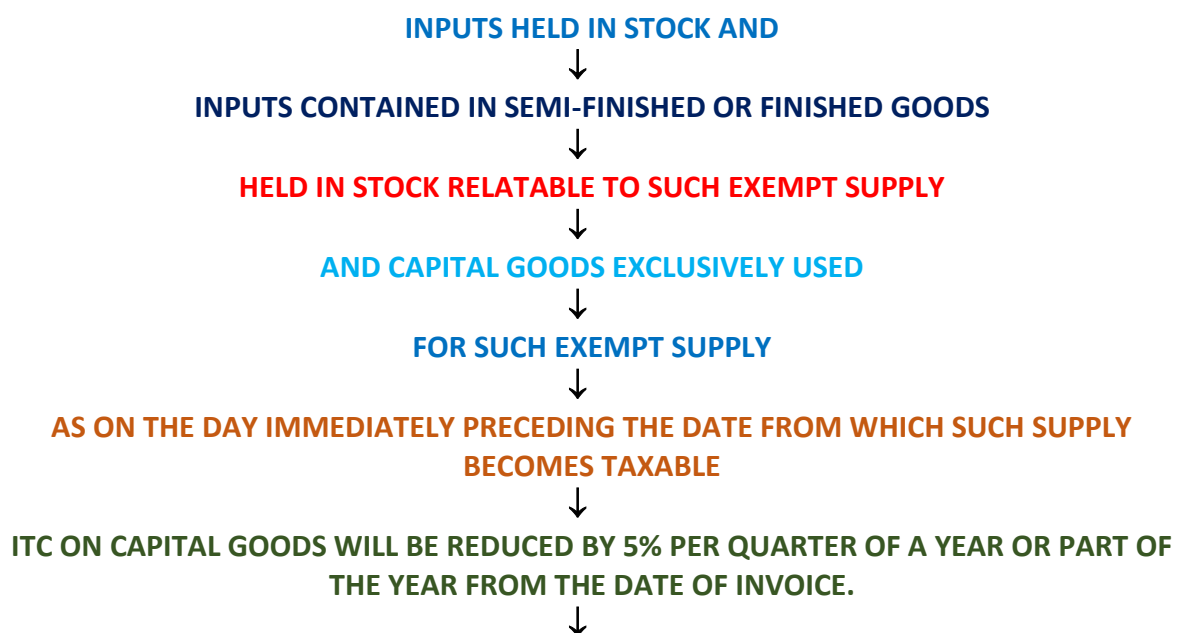 INPUTS HELD IN STOCK AND
↓
INPUTS CONTAINED IN SEMI-FINISHED OR FINISHED GOODS
↓
HELD IN STOCK RELATABLE TO SUCH EXEMPT SUPPLY
↓
AND CAPITAL GOODS EXCLUSIVELY USED
↓
FOR SUCH EXEMPT SUPPLY
↓
AS ON THE DAY IMMEDIATELY PRECEDING THE DATE FROM WHICH SUCH SUPPLY
BECOMES TAXABLE
↓
ITC ON CAPITAL GOODS WILL BE REDUCED BY 5% PER QUARTER OF A YEAR OR PART OF
THE YEAR FROM THE DATE OF INVOICE.
↓